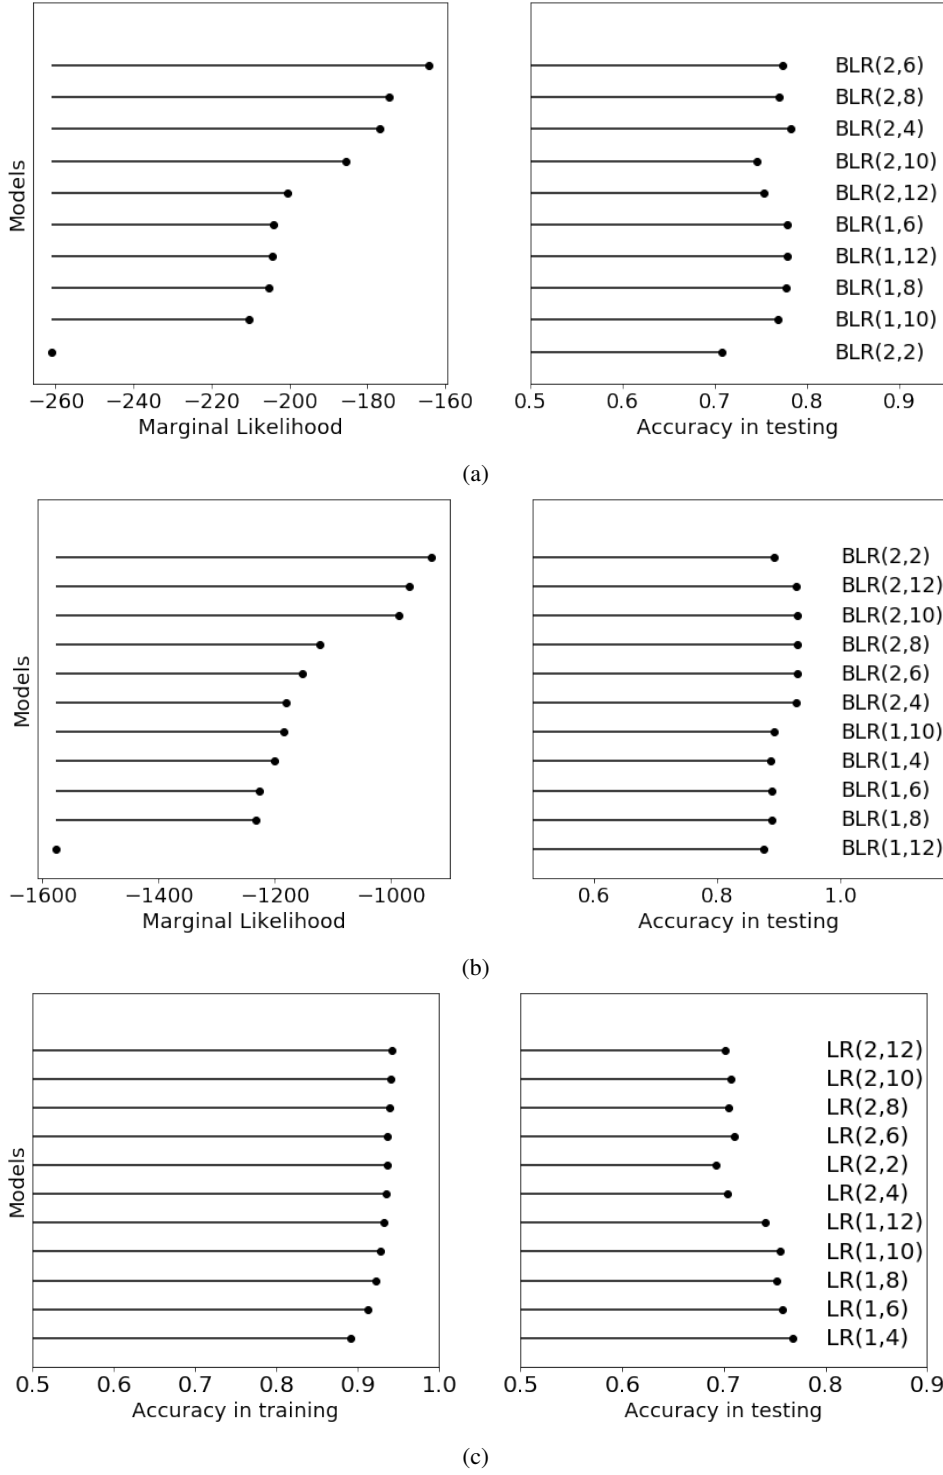 Models
BLR(2,6)
BLR(2,8)
BLR(2,4)
BLR(2,10)
BLR(2,12)
BLR(1,6)
BLR(1,12)
BLR(1,8)
BLR(1,10)
BLR(2,2)
−260 −240 −220 −200 −180 −160
Marginal Likelihood
0.5 0.6 0.7 0.8 0.9
Accuracy in testing
(a)
Models
BLR(2,2)
BLR(2,12)
BLR(2,10)
BLR(2,8)
BLR(2,6)
BLR(2,4)
BLR(1,10)
BLR(1,4)
BLR(1,6)
BLR(1,8)
BLR(1,12)
−1600 −1400 −1200 −1000
Marginal Likelihood
0.6 0.8 1.0
Accuracy in testing
(b)
Models
LR(2,12)
LR(2,10)
LR(2,8)
LR(2,6)
LR(2,2)
LR(2,4)
LR(1,12)
LR(1,10)
LR(1,8)
LR(1,6)
LR(1,4)
0.5 0.6 0.7 0.8 0.9 1.0
Accuracy in training
0.5 0.6 0.7 0.8 0.9
Accuracy in testing
(c)